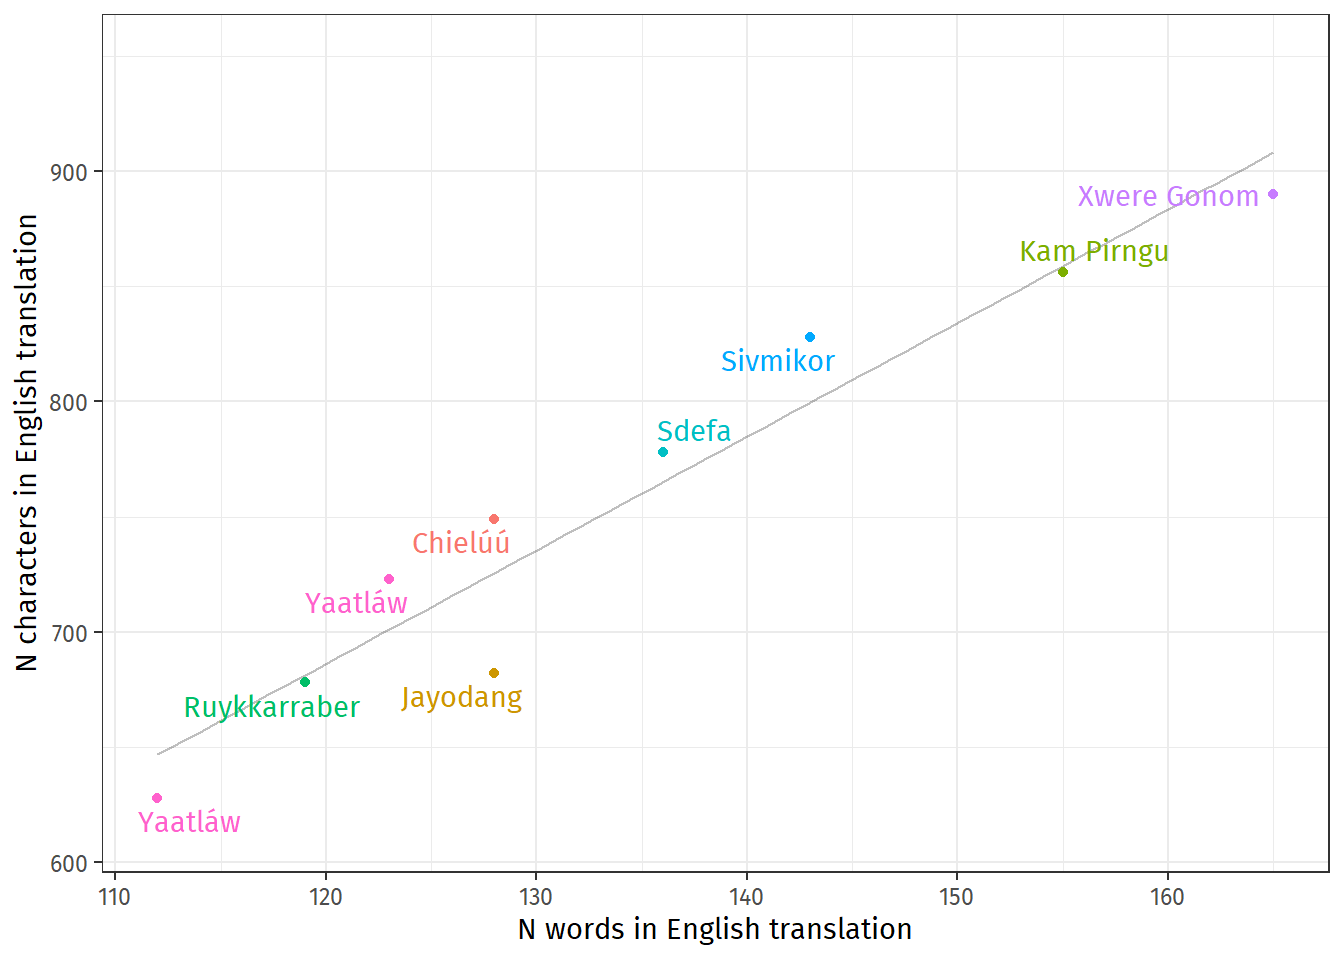 900
800
700
600
N characters in English translation
Xwere Gonom
Kam Pirngu
Sivmikor
Sdefa
Chielúú
Yaatláw
Jayodang
Ruykkarraber
Yaatláw
110 120 130 140 150 160
N words in English translation